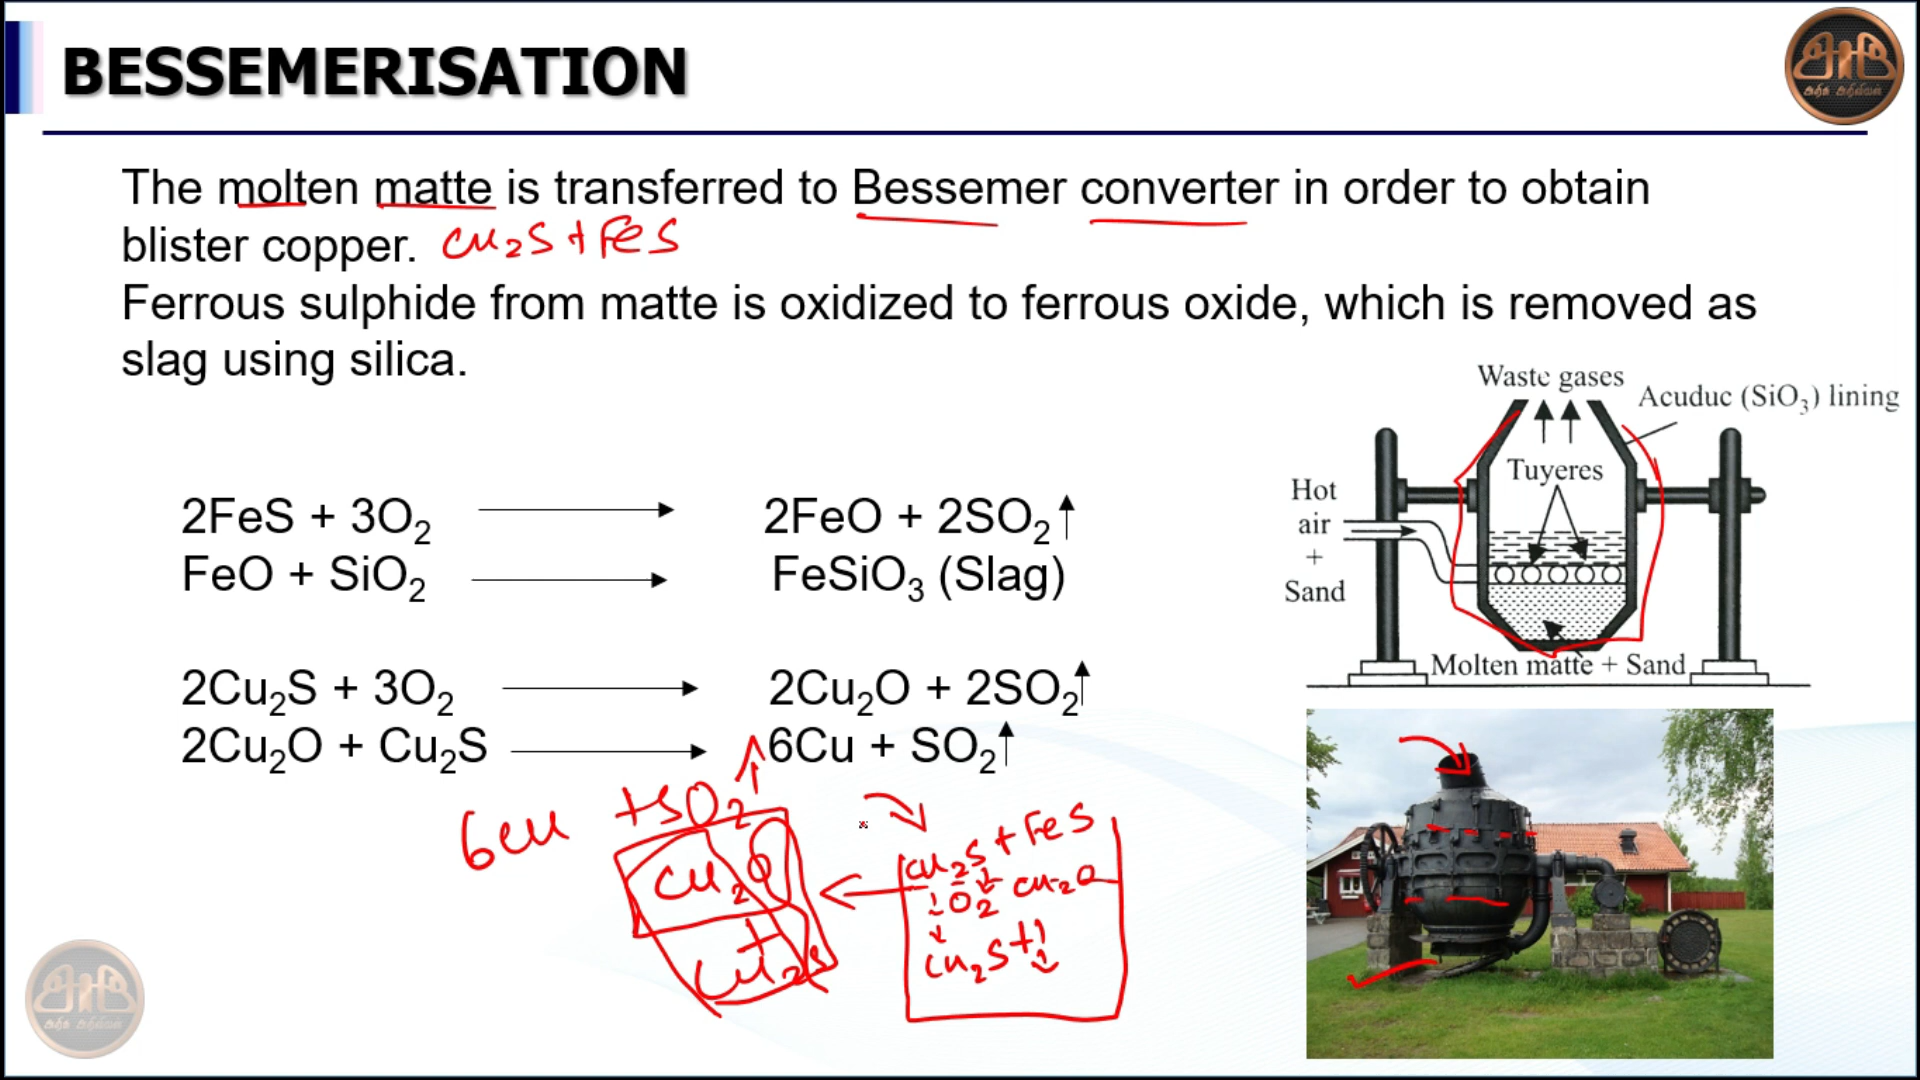 BESSEMERISATION
The molten matte is transferred to Bessemer converter in order to obtain
blister copper. Cu₂S + FeS
Ferrous sulphide from matte is oxidized to ferrous oxide, which is removed as
slag using silica.
Waste gases
Acuduc (SiO₃) lining
Tuyeres
Hot
air
+
Sand
Molten matte + Sand
2FeS + 3O₂ → 2FeO + 2SO₂↑
FeO + SiO₂ → FeSiO₃ (Slag)
2Cu₂S + 3O₂ → 2Cu₂O + 2SO₂↑
2Cu₂O + Cu₂S → 6Cu + SO₂↑
6Cu + SO₂↑
Cu₂O
+
Cu₂S
Cu₂S + FeS
↓ O₂ ↓ Cu₂O
Cu₂S +